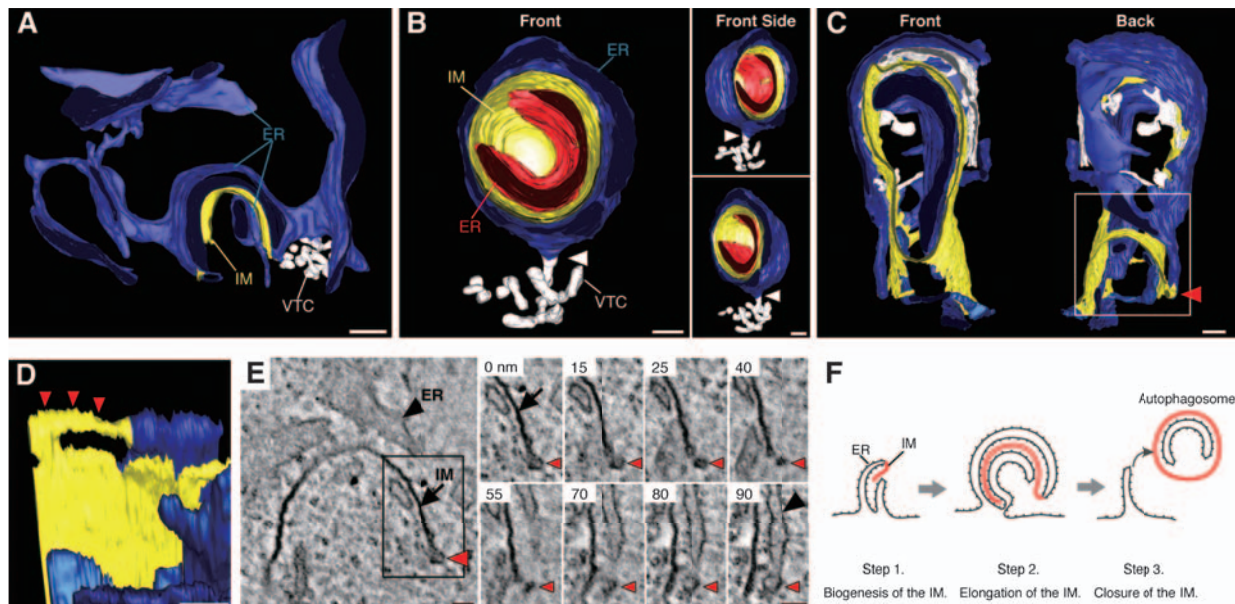 A
ER
IM
VTC
B
Front
ER
IM
ER
VTC
Front Side
C
Front
Back
D
E
ER
IM
0 nm
15
25
40
55
70
80
90
F
Autophagosome
ER
IM
Step 1.
Step 2.
Step 3.
Biogenesis of the IM.
Elongation of the IM.
Closure of the IM.